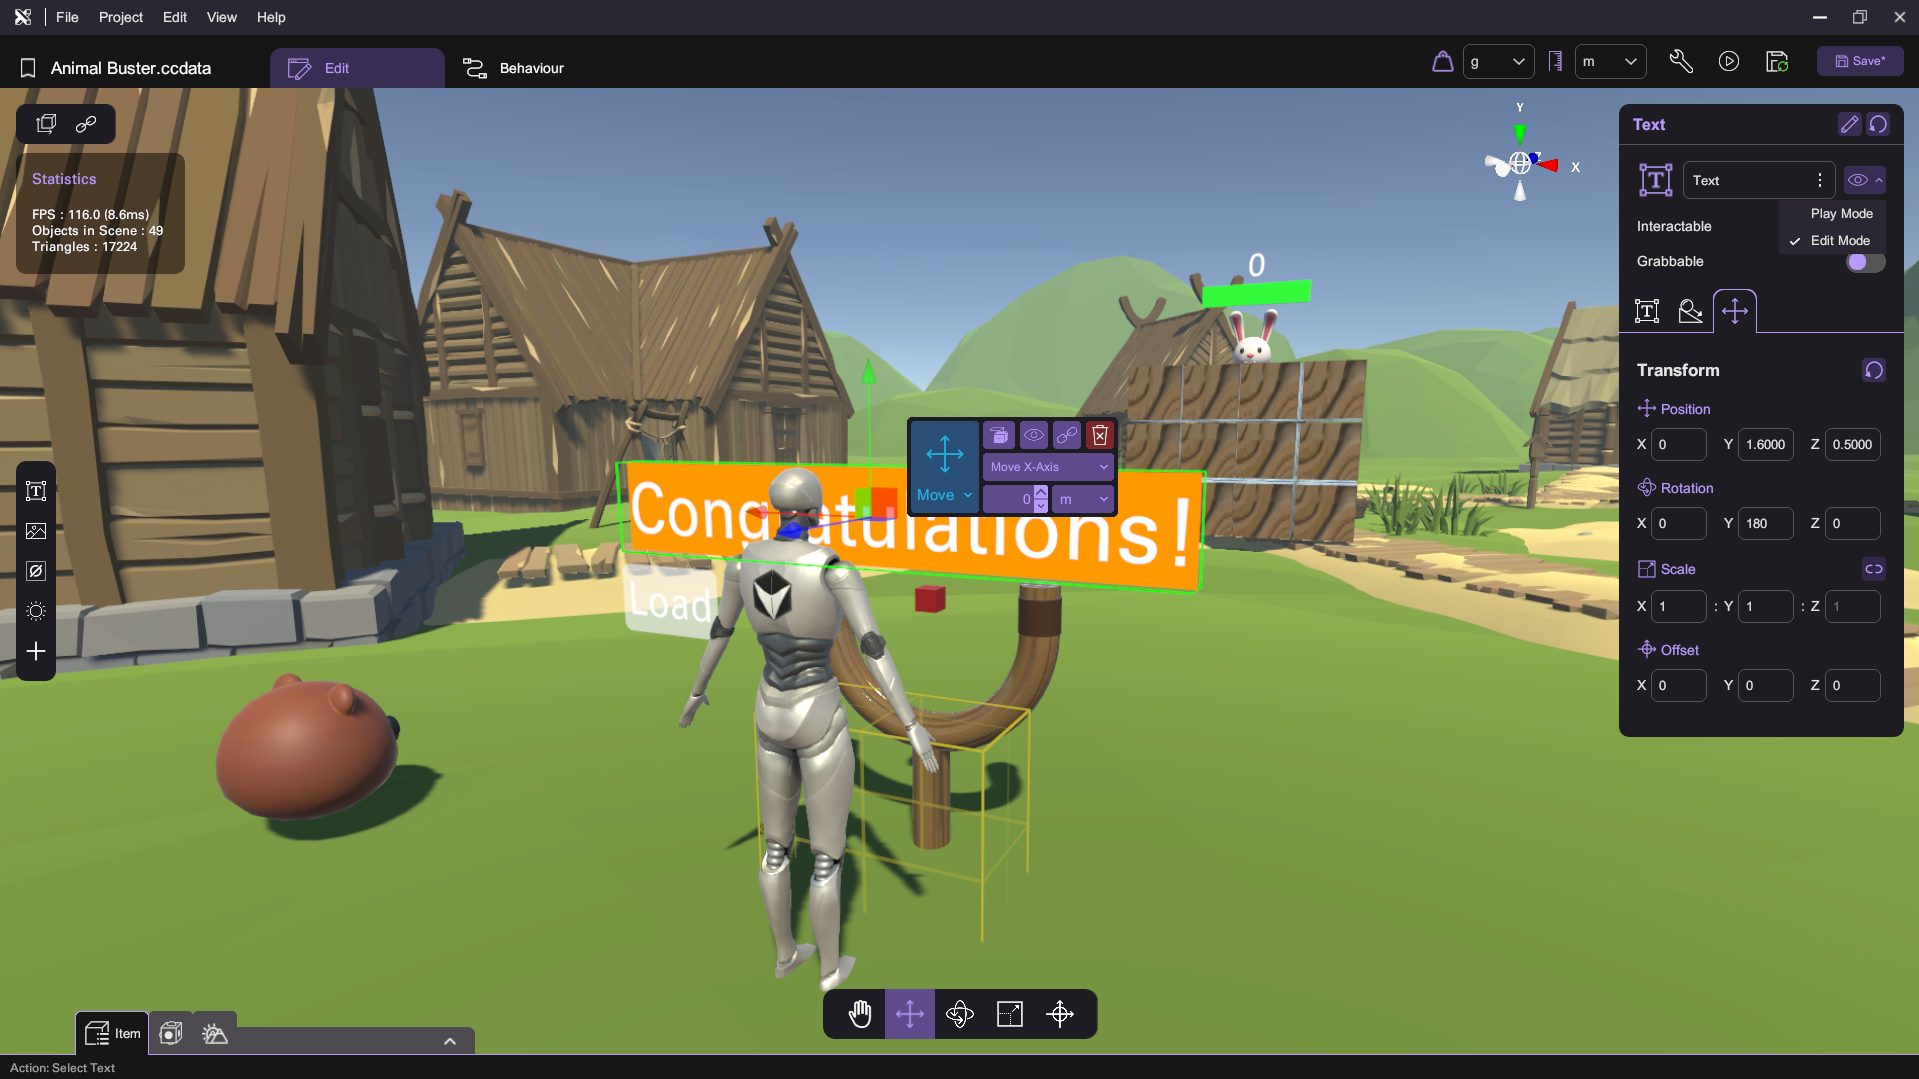 File Project Edit View Help
Animal Buster.ccdata
Edit
Behaviour
g
m
Save*
Statistics
FPS : 116.0 (8.6ms)
Objects in Scene : 49
Triangles : 17224
Y
X
0
Move
Move X-Axis
0
m
Congratulations!
Load
Text
Text
Play Mode
Interactable
Edit Mode
Grabbable
Transform
Position
X 0 Y 1.6000 Z 0.5000
Rotation
X 0 Y 180 Z 0
Scale
X 1 : Y 1 : Z 1
Offset
X 0 Y 0 Z 0
Item
Action: Select Text